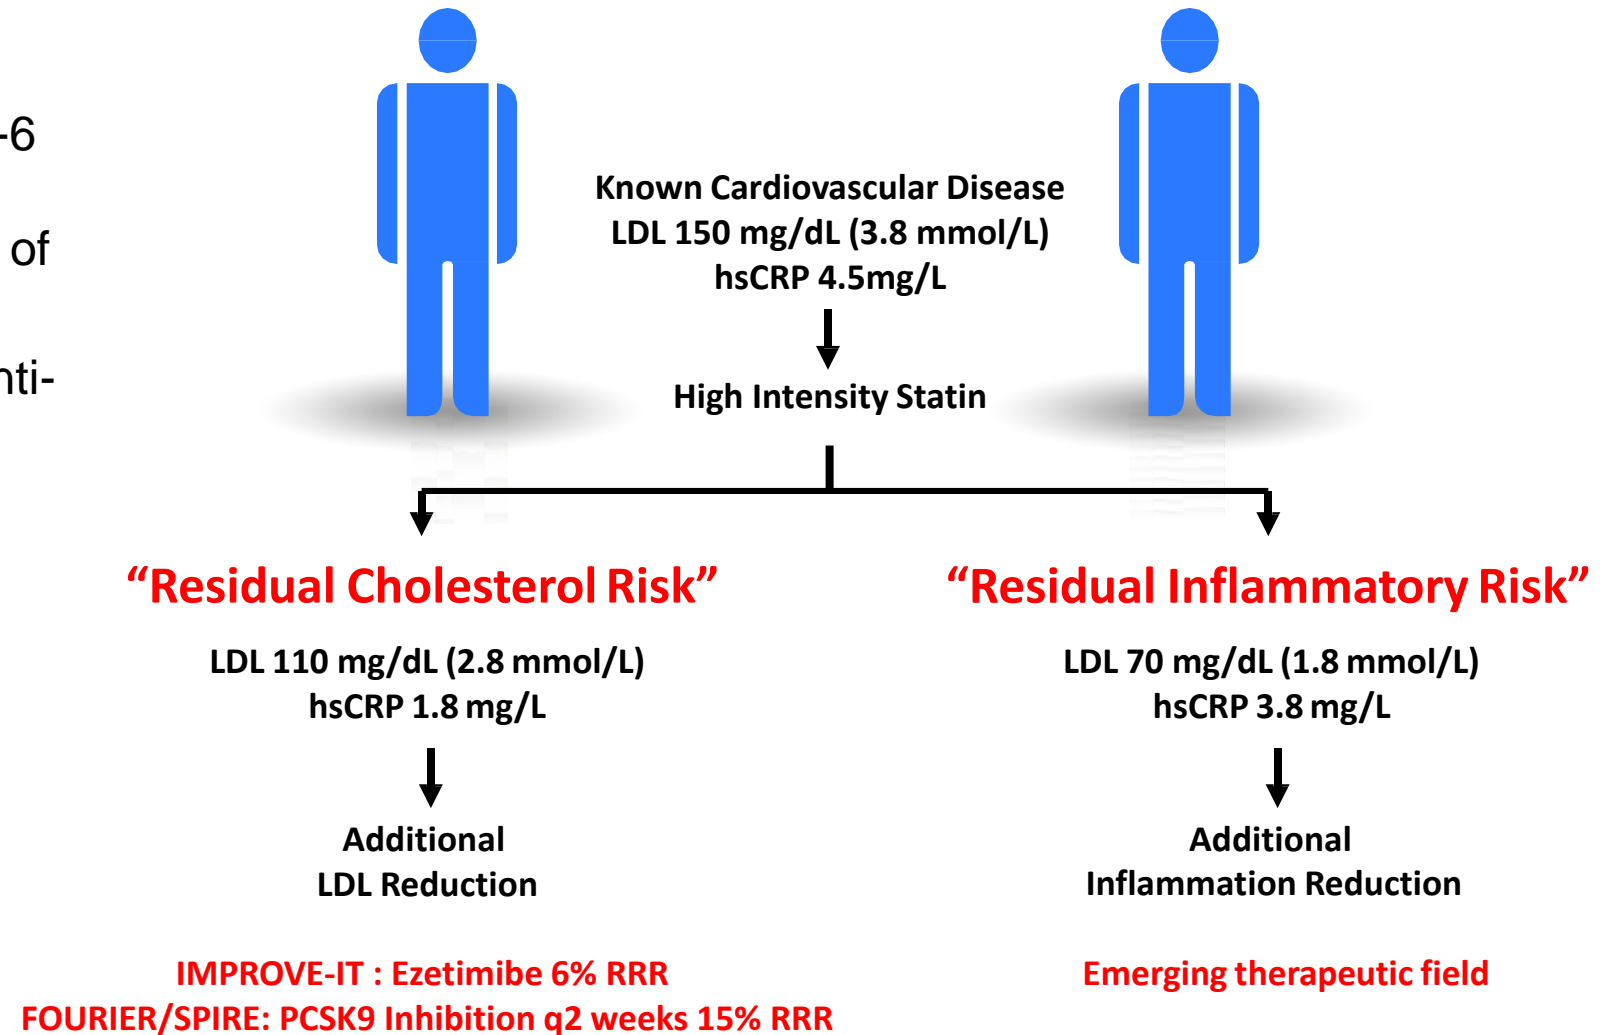 -6
of
nti-
Known Cardiovascular Disease
LDL 150 mg/dL (3.8 mmol/L)
hsCRP 4.5mg/L
High Intensity Statin
“Residual Cholesterol Risk”
LDL 110 mg/dL (2.8 mmol/L)
hsCRP 1.8 mg/L
Additional
LDL Reduction
IMPROVE-IT : Ezetimibe 6% RRR
FOURIER/SPIRE: PCSK9 Inhibition q2 weeks 15% RRR
“Residual Inflammatory Risk”
LDL 70 mg/dL (1.8 mmol/L)
hsCRP 3.8 mg/L
Additional
Inflammation Reduction
Emerging therapeutic field